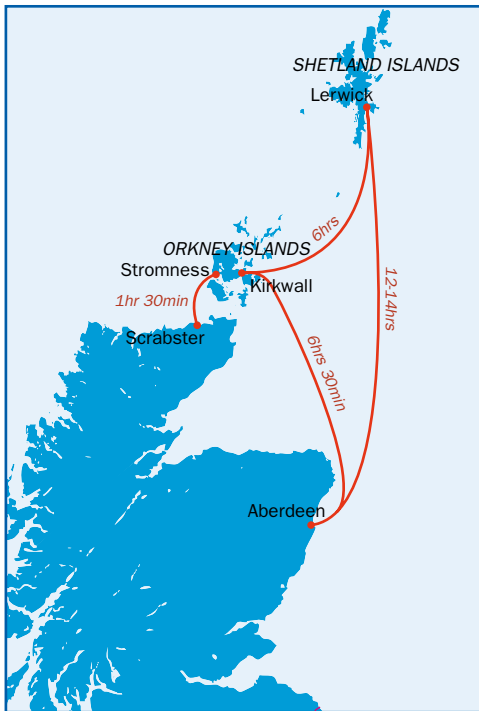 SHETLAND ISLANDS
Lerwick
6hrs
ORKNEY ISLANDS
Stromness
Kirkwall
12-14hrs
1hr 30min
Scrabster
6hrs 30min
Aberdeen